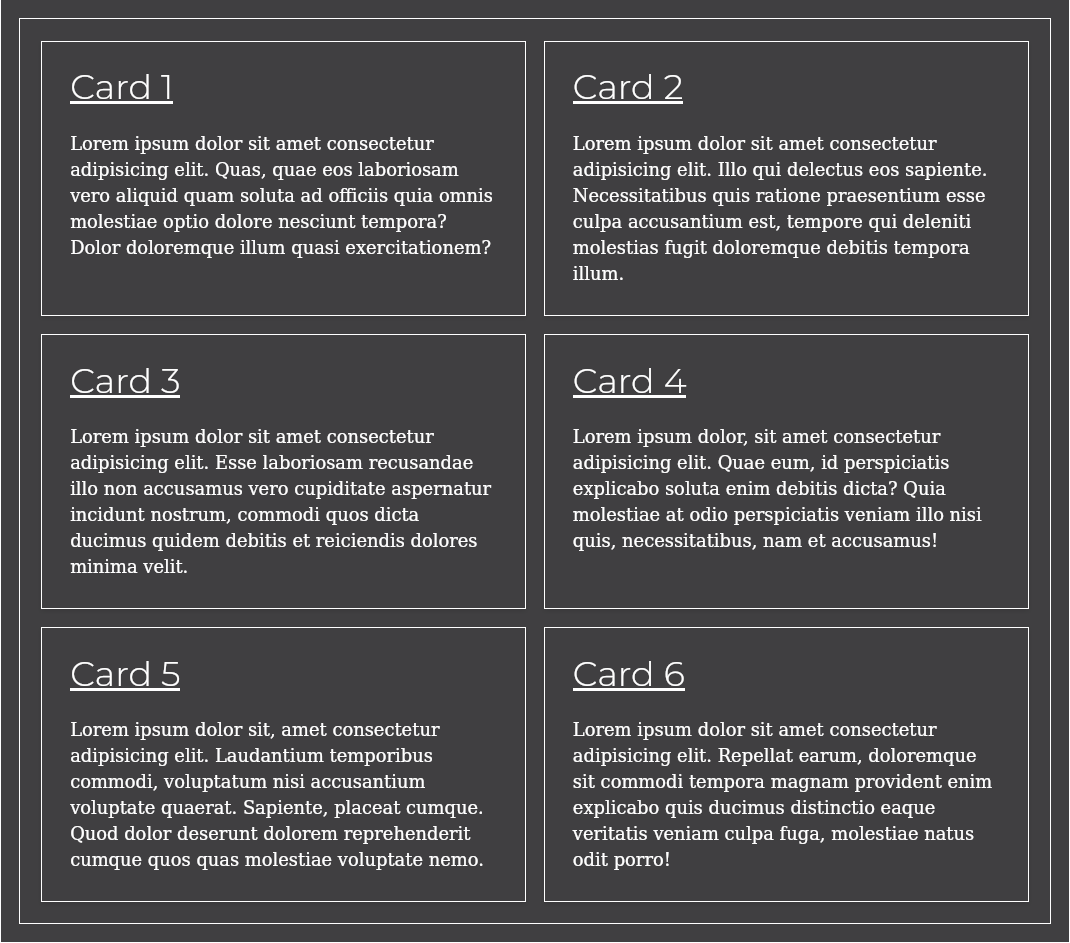 Card 1
Lorem ipsum dolor sit amet consectetur
adipisicing elit. Quas, quae eos laboriosam
vero aliquid quam soluta ad officiis quia omnis
molestiae optio dolore nesciunt tempora?
Dolor doloremque illum quasi exercitationem?
Card 2
Lorem ipsum dolor sit amet consectetur
adipisicing elit. Illo qui delectus eos sapiente.
Necessitatibus quis ratione praesentium esse
culpa accusantium est, tempore qui deleniti
molestias fugit doloremque debitis tempora
illum.
Card 3
Lorem ipsum dolor sit amet consectetur
adipisicing elit. Esse laboriosam recusandae
illo non accusamus vero cupiditate aspernatur
incidunt nostrum, commodi quos dicta
ducimus quidem debitis et reiciendis dolores
minima velit.
Card 4
Lorem ipsum dolor, sit amet consectetur
adipisicing elit. Quae eum, id perspiciatis
explicabo soluta enim debitis dicta? Quia
molestiae at odio perspiciatis veniam illo nisi
quis, necessitatibus, nam et accusamus!
Card 5
Lorem ipsum dolor sit, amet consectetur
adipisicing elit. Laudantium temporibus
commodi, voluptatum nisi accusantium
voluptate quaerat. Sapiente, placeat cumque.
Quod dolor deserunt dolorem reprehenderit
cumque quos quas molestiae voluptate nemo.
Card 6
Lorem ipsum dolor sit amet consectetur
adipisicing elit. Repellat earum, doloremque
sit commodi tempora magnam provident enim
explicabo quis ducimus distinctio eaque
veritatis veniam culpa fuga, molestiae natus
odit porro!